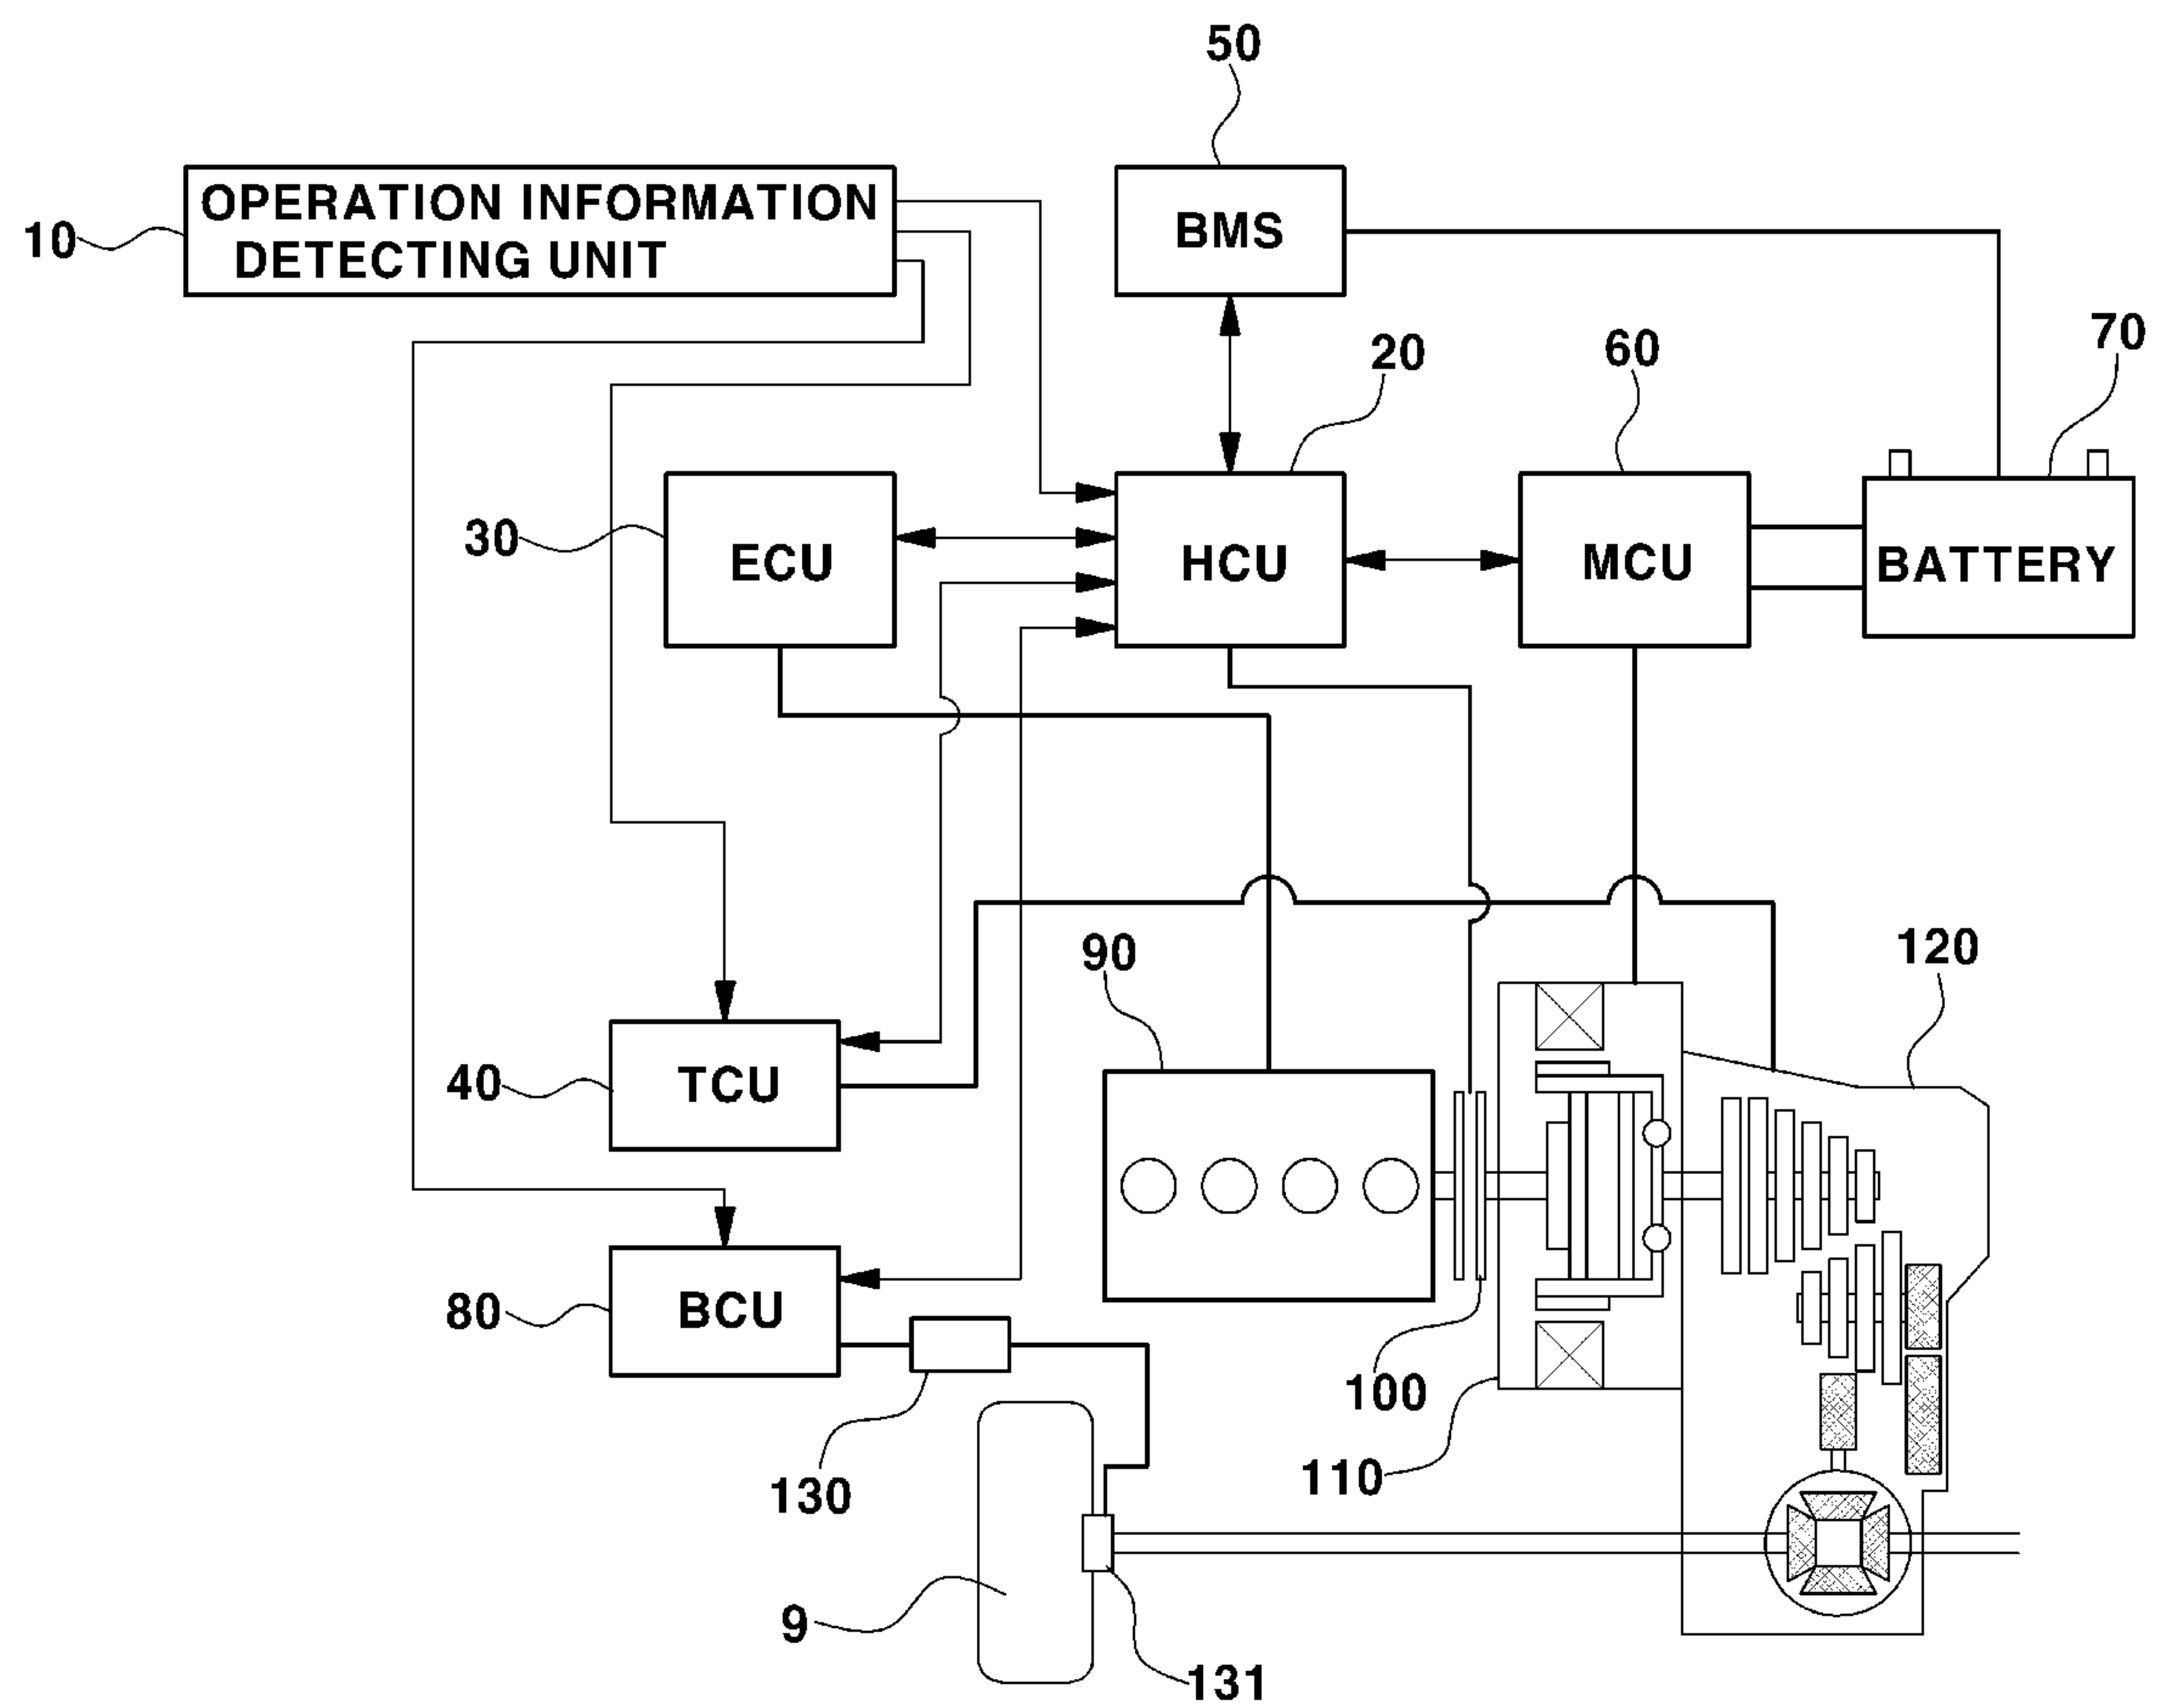 50
OPERATION INFORMATION
DETECTING UNIT
10
BMS
20
60
70
30
ECU
HCU
MCU
BATTERY
90
120
40
TCU
80
BCU
100
110
130
9
131